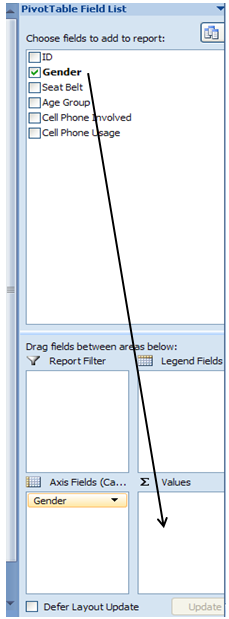 PivotTable Field List
Choose fields to add to report:
ID
Gender
Seat Belt
Age Group
Cell Phone Involved
Cell Phone Usage
Drag fields between areas below:
Report Filter
Legend Fields
Axis Fields (Ca...
Σ Values
Gender
Defer Layout Update
Update